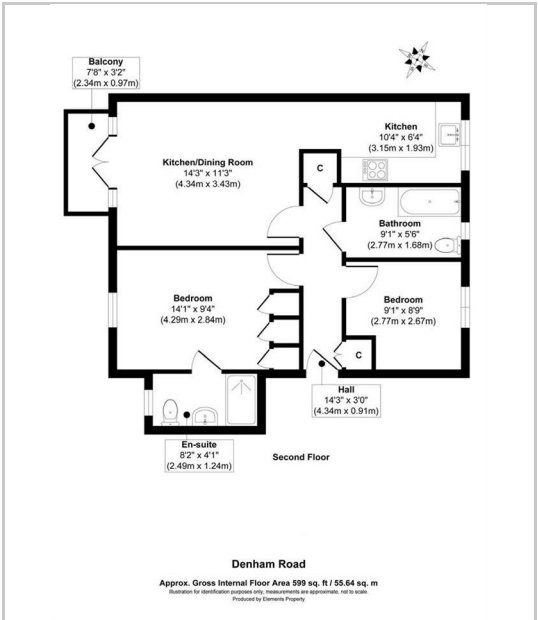 Balcony
7'8" x 3'2"
(2.34m x 0.97m)
Kitchen
10'4" x 6'4"
(3.15m x 1.93m)
Kitchen/Dining Room
14'3" x 11'3"
(4.34m x 3.43m)
C
Bathroom
9'1" x 5'6"
(2.77m x 1.68m)
Bedroom
14'1" x 9'4"
(4.29m x 2.84m)
Bedroom
9'1" x 8'9"
(2.77m x 2.67m)
C
Hall
14'3" x 3'0"
(4.34m x 0.91m)
En-suite
8'2" x 4'1"
(2.49m x 1.24m)
Second Floor
Denham Road
Approx. Gross Internal Floor Area 599 sq. ft / 55.64 sq. m
Illustration for identification purposes only, measurements are approximate, not to scale.
Produced by Elements Property